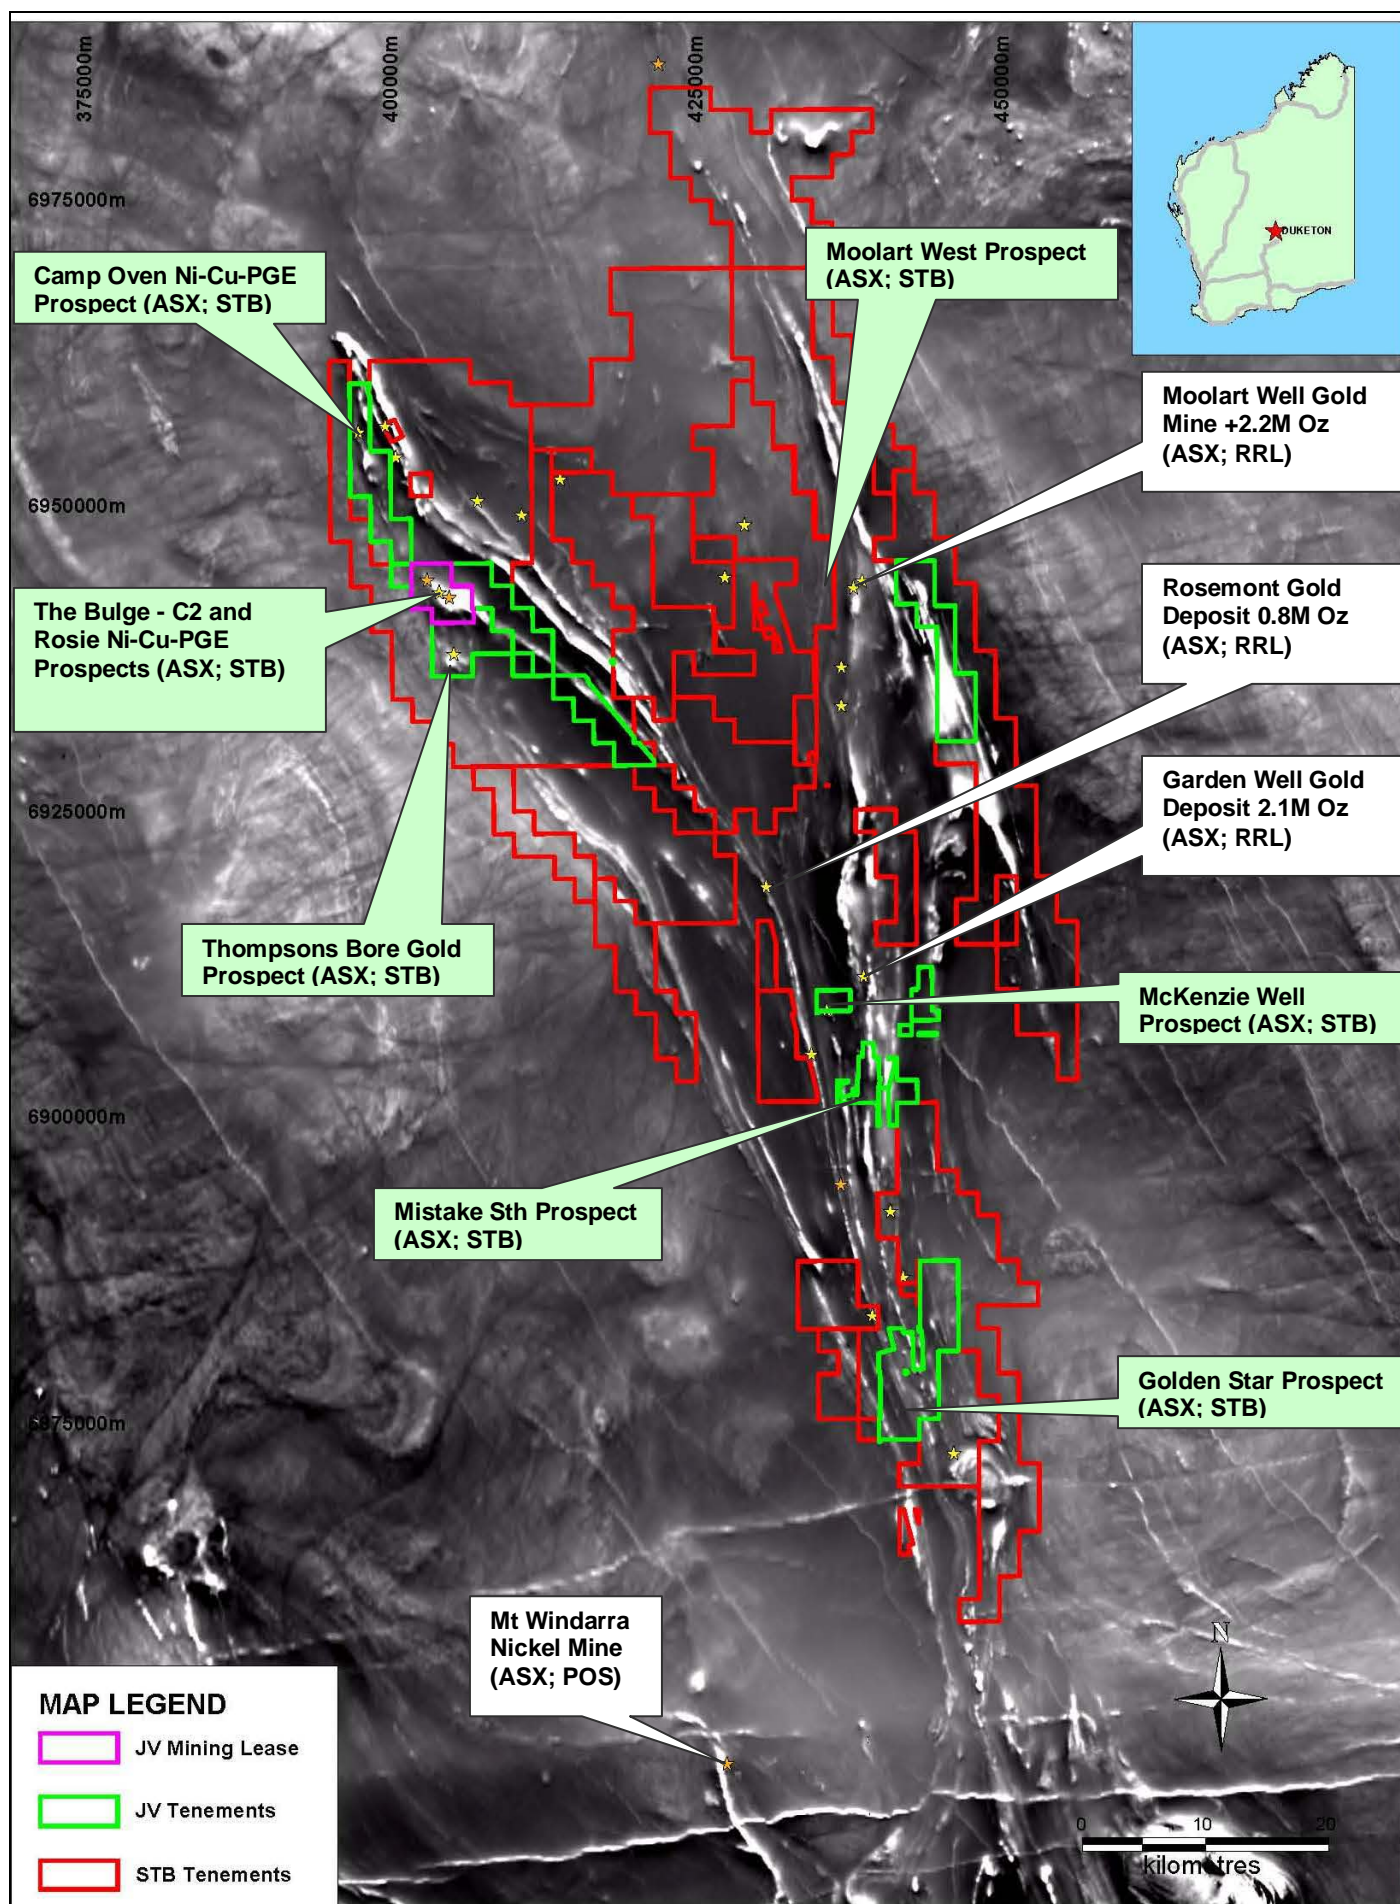 375000m
400000m
425000m
450000m
6975000m
DUKETON
Camp Oven Ni-Cu-PGE
Prospect (ASX; STB)
Moolart West Prospect
(ASX; STB)
Moolart Well Gold
Mine +2.2M Oz
(ASX; RRL)
6950000m
The Bulge - C2 and
Rosie Ni-Cu-PGE
Prospects (ASX; STB)
Rosemont Gold
Deposit 0.8M Oz
(ASX; RRL)
Garden Well Gold
Deposit 2.1M Oz
(ASX; RRL)
6925000m
Thompsons Bore Gold
Prospect (ASX; STB)
McKenzie Well
Prospect (ASX; STB)
6900000m
Mistake Sth Prospect
(ASX; STB)
Golden Star Prospect
(ASX; STB)
6875000m
Mt Windarra
Nickel Mine
(ASX; POS)
N
MAP LEGEND
JV Mining Lease
JV Tenements
STB Tenements
0 10 20
kilometres